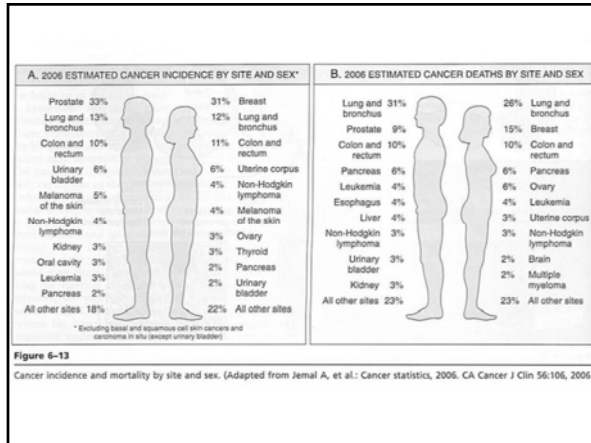 A. 2006 ESTIMATED CANCER INCIDENCE BY SITE AND SEX*
Prostate 33%
Lung and 13%
bronchus
Colon and 10%
rectum
Urinary 6%
bladder
Melanoma 5%
of the skin
Non-Hodgkin 4%
lymphoma
Kidney 3%
Oral cavity 3%
Leukemia 3%
Pancreas 2%
All other sites 18%
31% Breast
12% Lung and
bronchus
11% Colon and
rectum
6% Uterine corpus
4% Non-Hodgkin
lymphoma
4% Melanoma
of the skin
3% Ovary
3% Thyroid
2% Pancreas
2% Urinary
bladder
22% All other sites
* Excluding basal and squamous cell skin cancers and
carcinoma in situ (except urinary bladder)
B. 2006 ESTIMATED CANCER DEATHS BY SITE AND SEX
Lung and 31%
bronchus
Prostate 9%
Colon and 10%
rectum
Pancreas 6%
Leukemia 4%
Esophagus 4%
Liver 4%
Non-Hodgkin 3%
lymphoma
Urinary 3%
bladder
Kidney 3%
All other sites 23%
26% Lung and
bronchus
15% Breast
10% Colon and
rectum
6% Pancreas
6% Ovary
4% Leukemia
3% Uterine corpus
3% Non-Hodgkin
lymphoma
2% Brain
2% Multiple
myeloma
23% All other sites
Figure 6–13
Cancer incidence and mortality by site and sex. (Adapted from Jemal A, et al.: Cancer statistics, 2006. CA Cancer J Clin 56:106, 2006